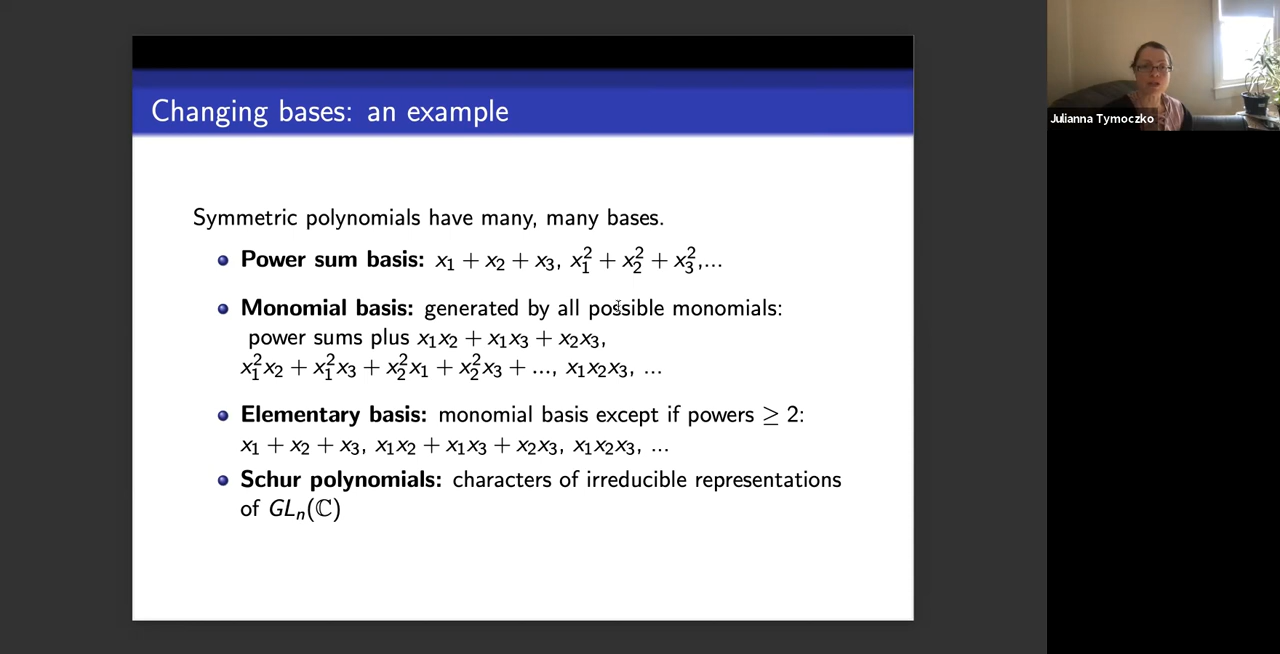 Changing bases: an example
Symmetric polynomials have many, many bases.
Power sum basis: x₁ + x₂ + x₃, x₁² + x₂² + x₃²,...
Monomial basis: generated by all possible monomials:
power sums plus x₁x₂ + x₁x₃ + x₂x₃,
x₁²x₂ + x₁²x₃ + x₂²x₁ + x₂²x₃ + ..., x₁x₂x₃, ...
Elementary basis: monomial basis except if powers ≥ 2:
x₁ + x₂ + x₃, x₁x₂ + x₁x₃ + x₂x₃, x₁x₂x₃, ...
Schur polynomials: characters of irreducible representations
of GLₙ(ℂ)
Julianna Tymoczko